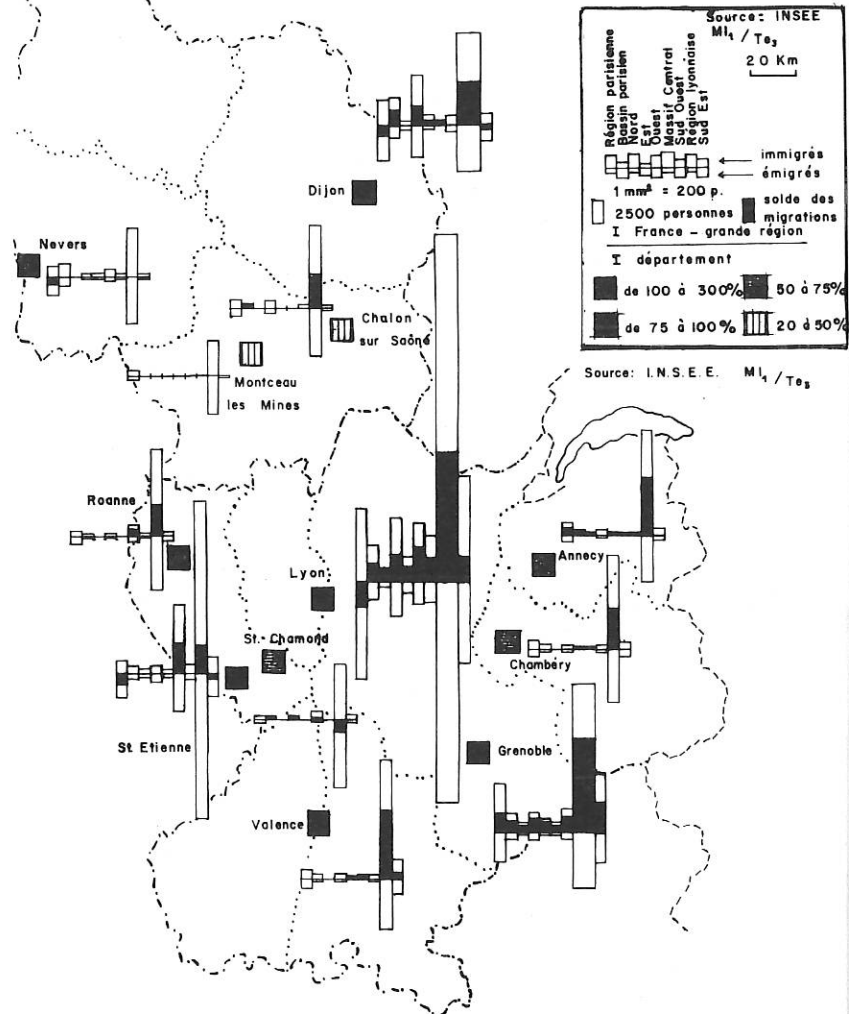 Source: INSEE
MI₁/Te₃
20 Km
Région parisienne
Bassin parisien
Nord
Est
Ouest
Massif Central
Sud Ouest
Région lyonnaise
Sud Est
immigrés
émigrés
1 mm² = 200 p.
2500 personnes
solde des
migrations
I France - grande région
I département
de 100 à 300%
50 à 75%
de 75 à 100%
20 à 50%
Source: I.N.S.E.E. MI₁/Te₃
Dijon
Nevers
Chalon
sur Saône
Montceau
les Mines
Roanne
Lyon
Annecy
St. Chamond
Chambéry
St Etienne
Grenoble
Valence